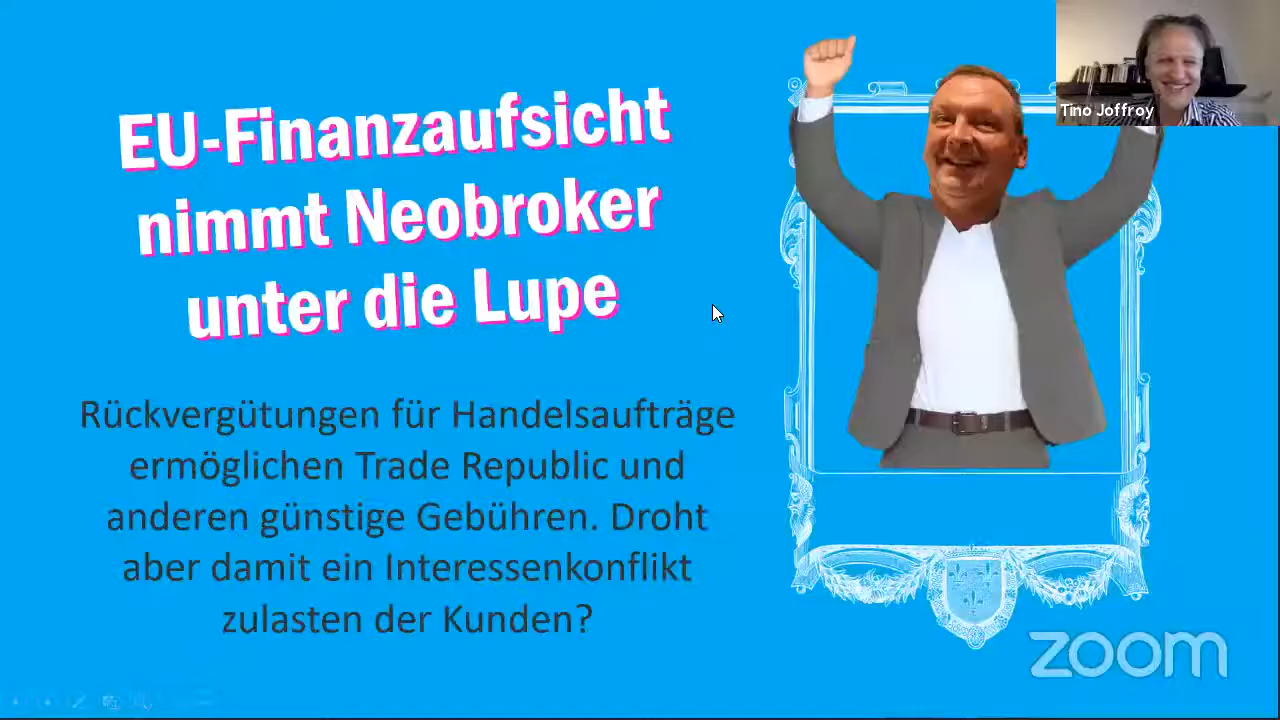 EU-Finanzaufsicht
nimmt Neobroker
unter die Lupe
Rückvergütungen für Handelsaufträge
ermöglichen Trade Republic und
anderen günstige Gebühren. Droht
aber damit ein Interessenkonflikt
zulasten der Kunden?
Tino Joffroy
zoom